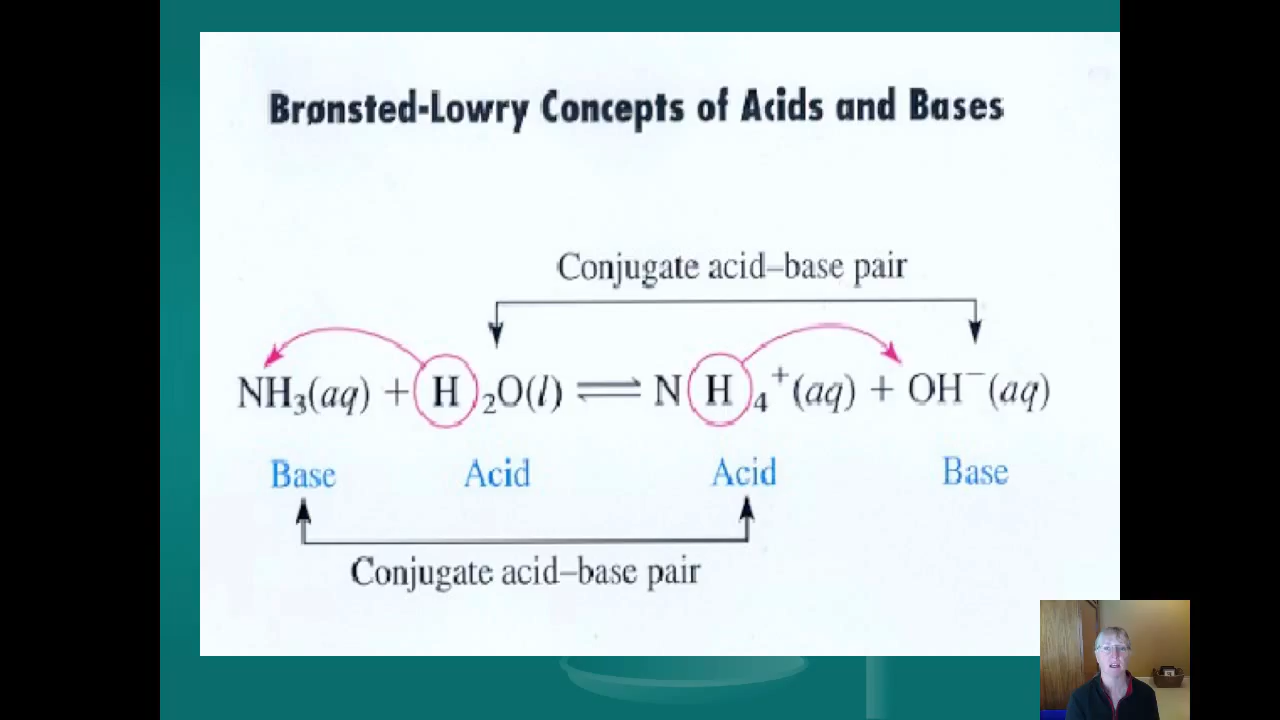 Brønsted-Lowry Concepts of Acids and Bases
Conjugate acid–base pair
NH₃(aq) + H₂O(l) ⇌ NH₄⁺(aq) + OH⁻(aq)
Base Acid Acid Base
Conjugate acid–base pair